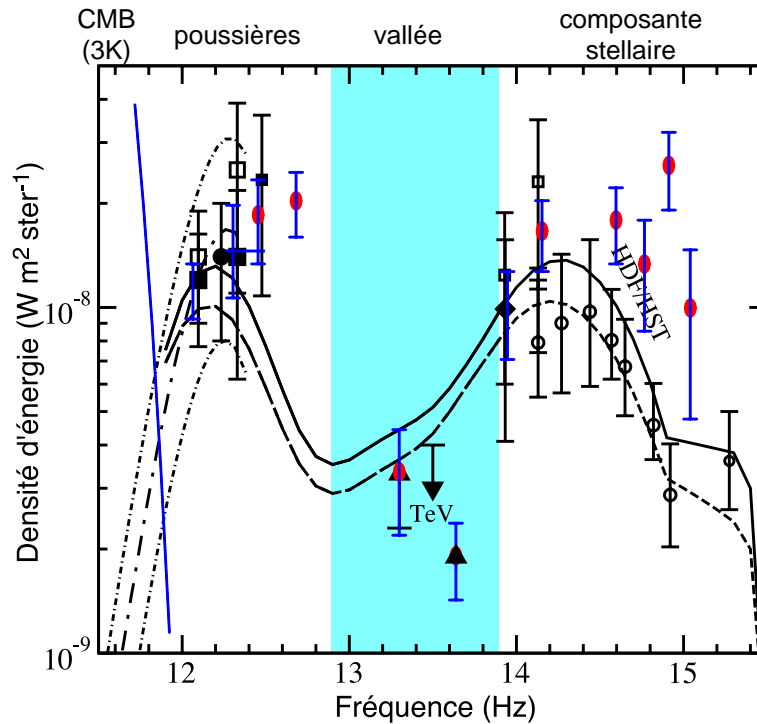 CMB (3K) poussières vallée composante stellaire
Densité d'énergie (W m² ster⁻¹)
10⁻⁸
10⁻⁹
HDF/HST
TeV
12 13 14 15
Fréquence (Hz)